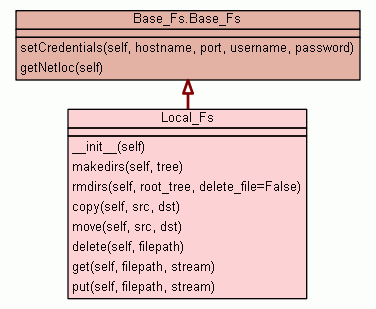 Base_Fs.Base_Fs
setCredentials(self, hostname, port, username, password)
getNetloc(self)
Local_Fs
__init__(self)
makedirs(self, tree)
rmdirs(self, root_tree, delete_file=False)
copy(self, src, dst)
move(self, src, dst)
delete(self, filepath)
get(self, filepath, stream)
put(self, filepath, stream)